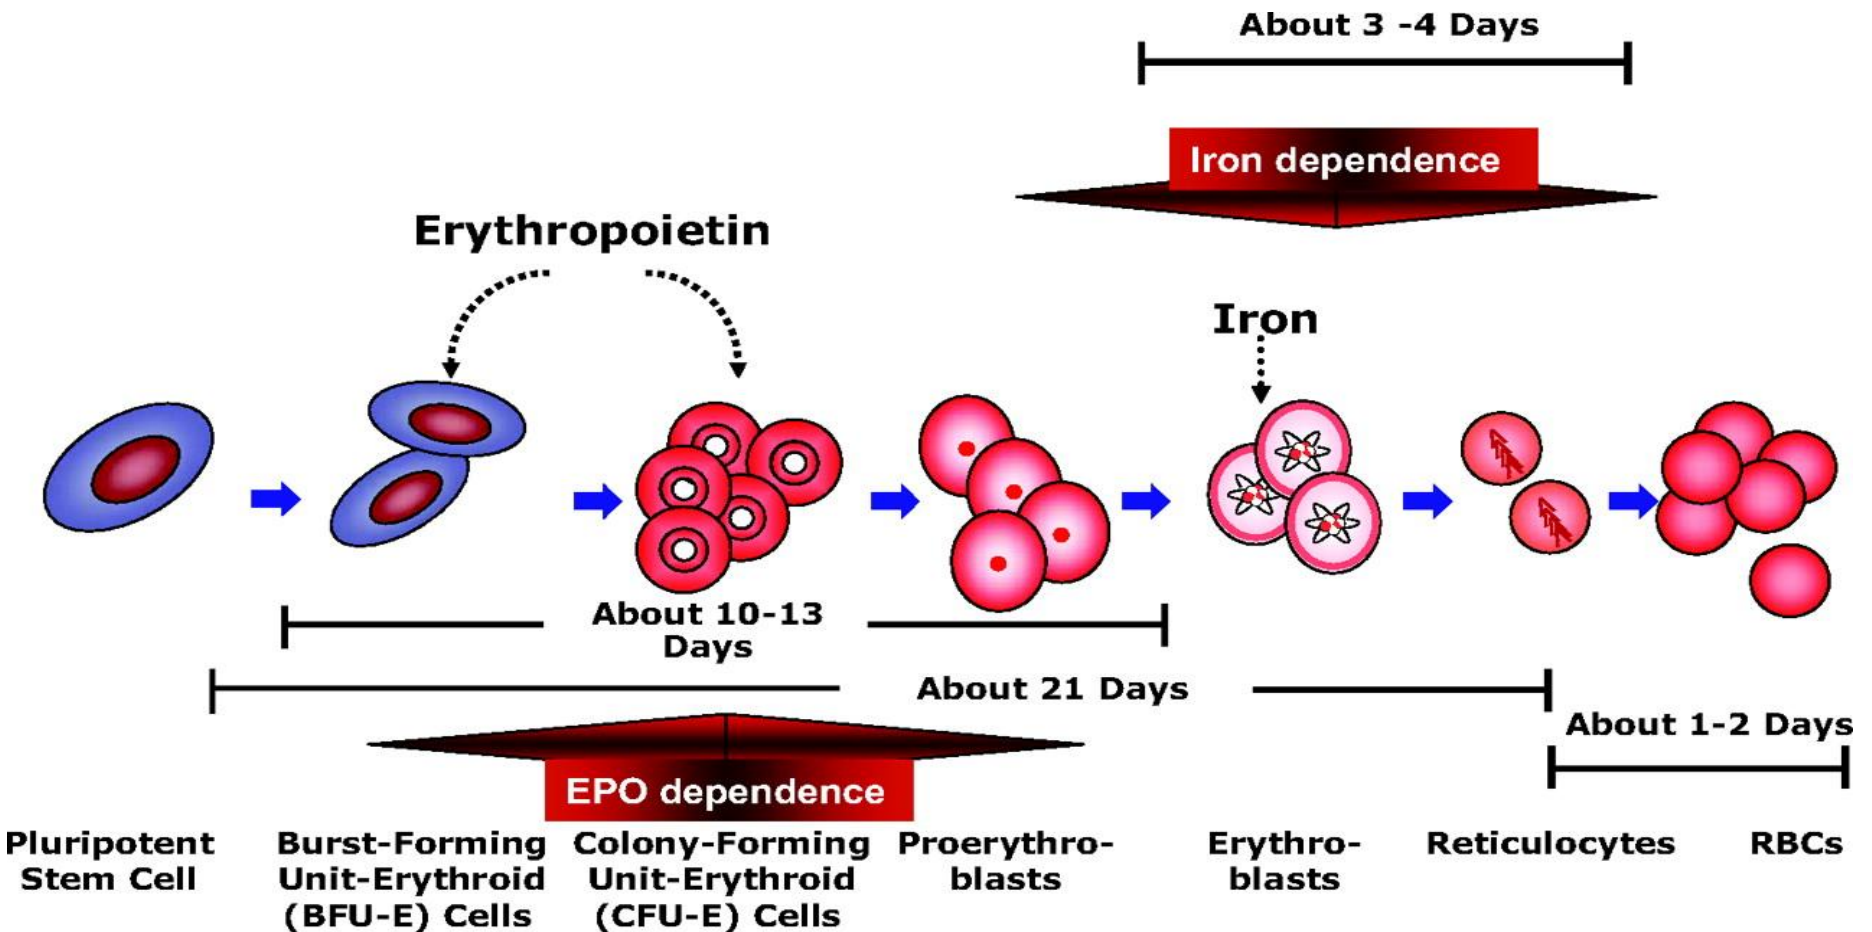 About 3 -4 Days
Iron dependence
Erythropoietin
Iron
About 10-13
Days
About 21 Days
About 1-2 Days
EPO dependence
Pluripotent
Stem Cell
Burst-Forming
Unit-Erythroid
(BFU-E) Cells
Colony-Forming
Unit-Erythroid
(CFU-E) Cells
Proerythro-
blasts
Erythro-
blasts
Reticulocytes
RBCs